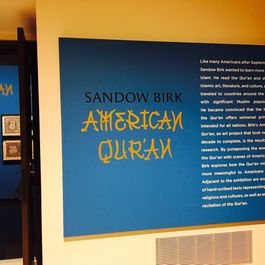 SANDOW BIRK
AMERICAN
QUR'AN
Like many Americans after Septem
Sandow Birk wanted to learn more
Islam. He read the Qur'an and st
Islamic art, literature, and culture,
traveled to countries around the
with significant Muslim popul
He became convinced that the
the Qur'an offers universal prin
intended for all nations. Birk's Am
Qur'an, an art project that took n
decade to complete, is the result
research. By juxtaposing the wor
the Qur'an with scenes of Americ
Birk explores how the Qur'an mi
more meaningful to Americans
Adjacent to the exhibition are ex
of hand-scribed texts representing
religions and cultures, as well as a
recitation of the Qur'an.